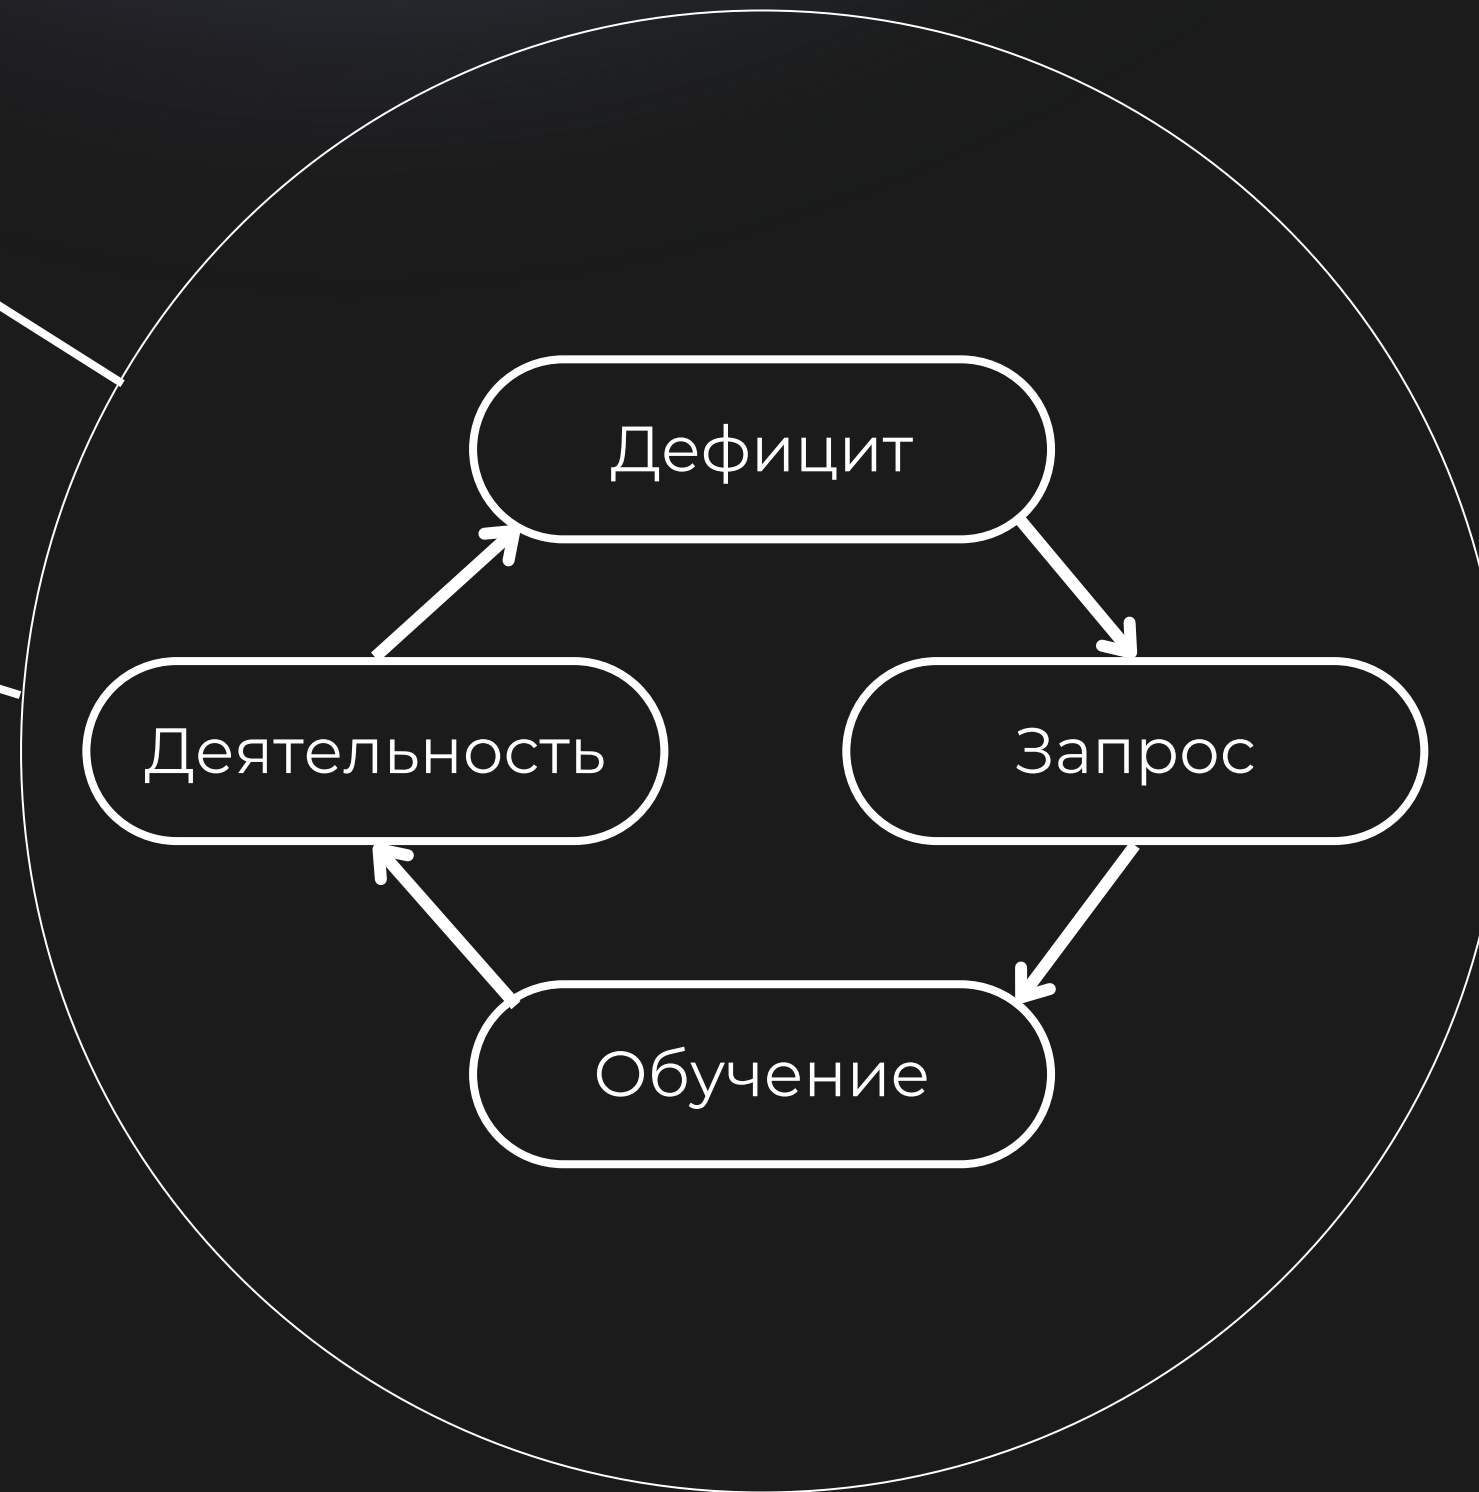 Дефицит
Деятельность
Запрос
Обучение